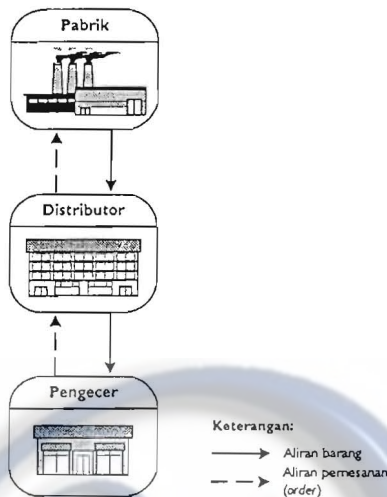 Pabrik
Distributor
Pengecer
Keterangan:
Aliran barang
Aliran pemesanan
(order)